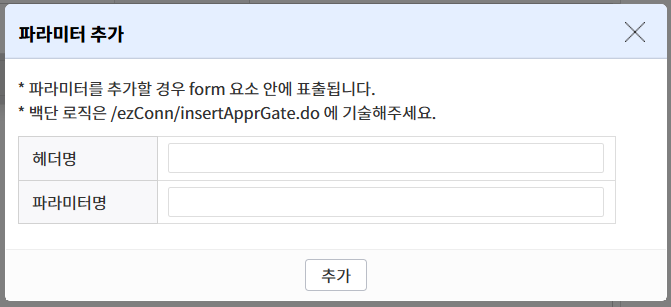 파라미터 추가
* 파라미터를 추가할 경우 form 요소 안에 표출됩니다.
* 백단 로직은 /ezConn/insertApprGate.do 에 기술해주세요.
헤더명
파라미터명
추가